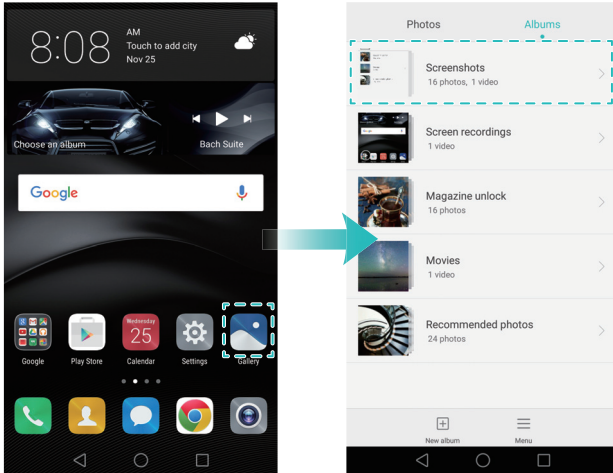 8:08
AM
Touch to add city
Nov 25
Choose an album
Bach Suite
Google
Wednesday
25
Google
Play Store
Calendar
Settings
Gallery
Photos
Albums
Screenshots
16 photos, 1 video
Screen recordings
1 video
Magazine unlock
16 photos
Movies
1 video
Recommended photos
24 photos
New album
Menu